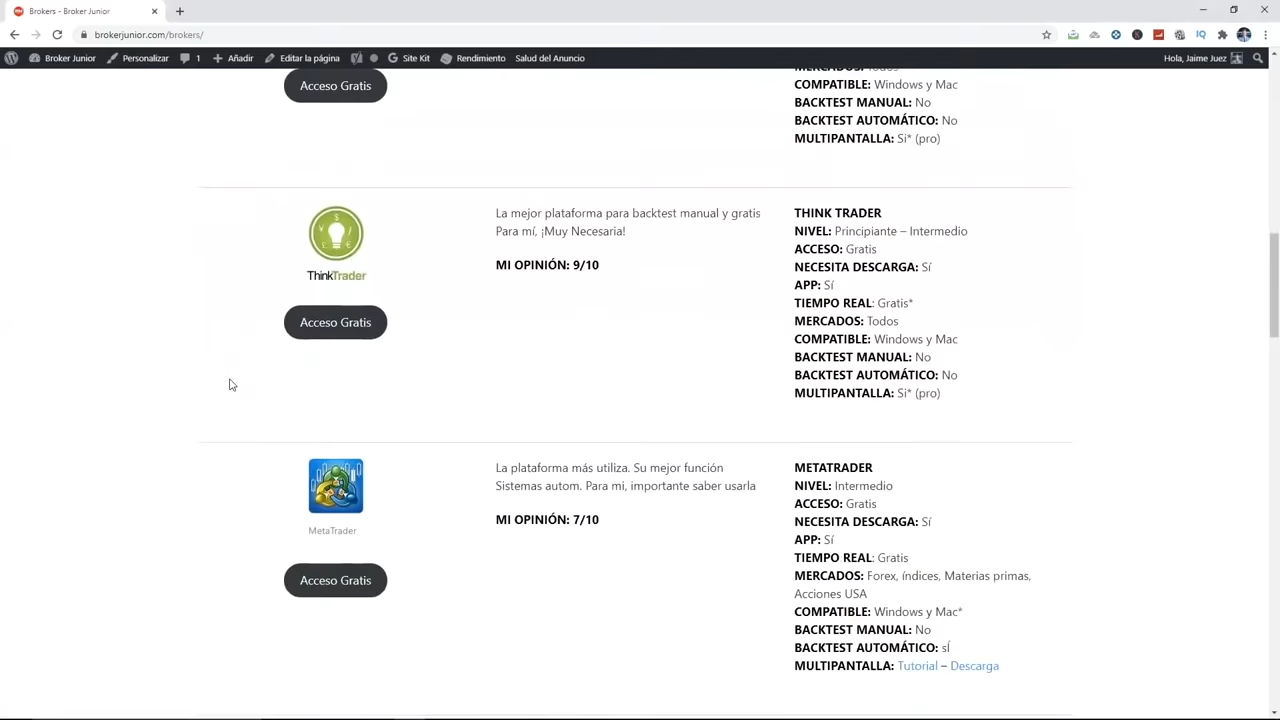 Brokers - Broker Junior
brokerjunior.com/brokers/
Broker Junior Personalizar 1 Añadir Editar la página Site Kit Rendimiento Salud del Anuncio Hola, Jaime Juez
Acceso Gratis
MERCADOS: Todos
COMPATIBLE: Windows y Mac
BACKTEST MANUAL: No
BACKTEST AUTOMÁTICO: No
MULTIPANTALLA: Si* (pro)
ThinkTrader
Acceso Gratis
La mejor plataforma para backtest manual y gratis
Para mí, ¡Muy Necesaria!
MI OPINIÓN: 9/10
THINK TRADER
NIVEL: Principiante – Intermedio
ACCESO: Gratis
NECESITA DESCARGA: Sí
APP: Sí
TIEMPO REAL: Gratis*
MERCADOS: Todos
COMPATIBLE: Windows y Mac
BACKTEST MANUAL: No
BACKTEST AUTOMÁTICO: No
MULTIPANTALLA: Si* (pro)
MetaTrader
Acceso Gratis
La plataforma más utiliza. Su mejor función
Sistemas autom. Para mi, importante saber usarla
MI OPINIÓN: 7/10
METATRADER
NIVEL: Intermedio
ACCESO: Gratis
NECESITA DESCARGA: Sí
APP: Sí
TIEMPO REAL: Gratis
MERCADOS: Forex, índices, Materias primas,
Acciones USA
COMPATIBLE: Windows y Mac*
BACKTEST MANUAL: No
BACKTEST AUTOMÁTICO: sÍ
MULTIPANTALLA: Tutorial – Descarga